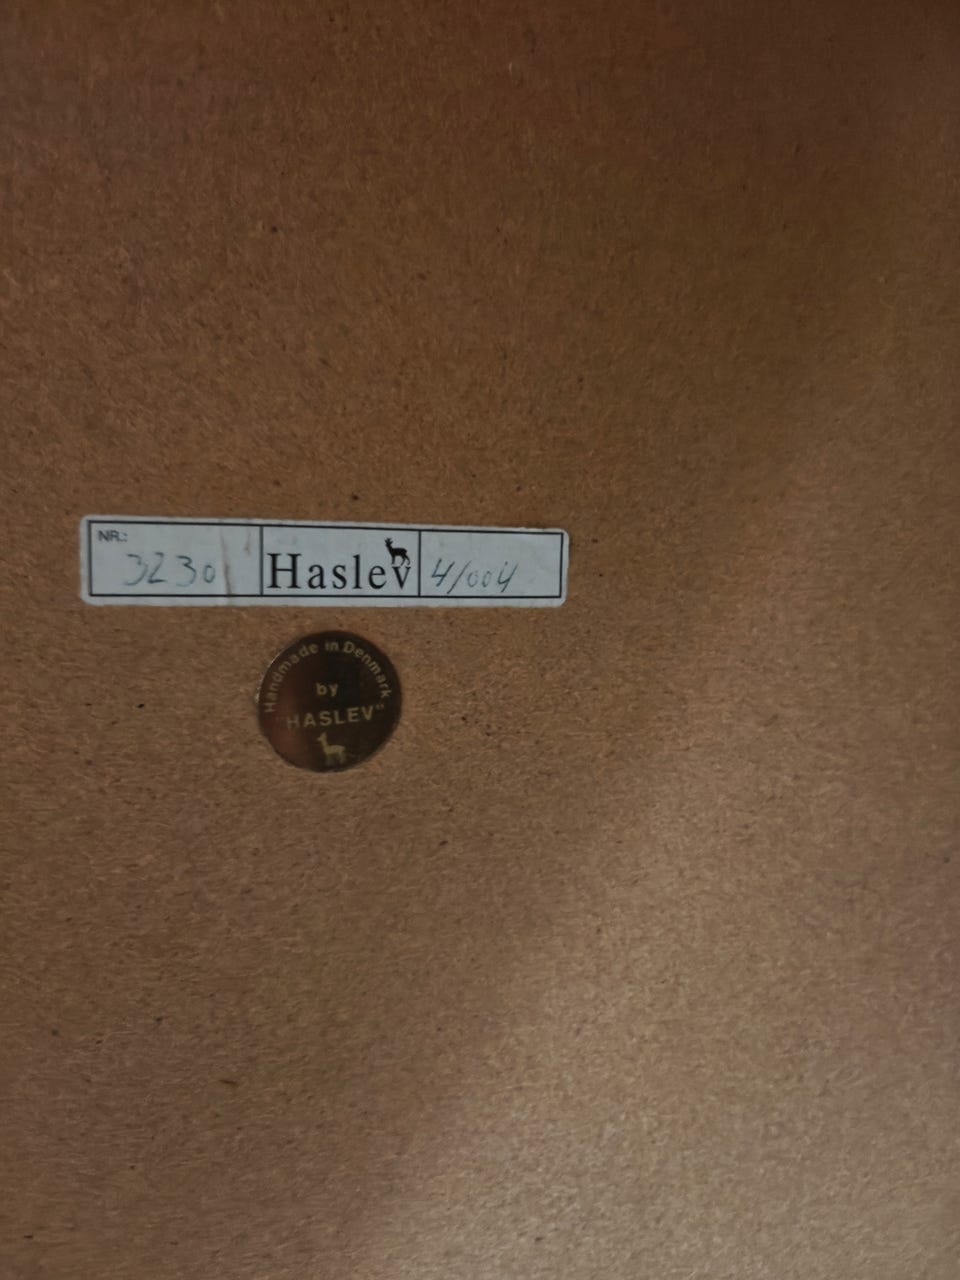 NR.:
3230
Haslev
4/004
Handmade in Denmark
by
"HASLEV"